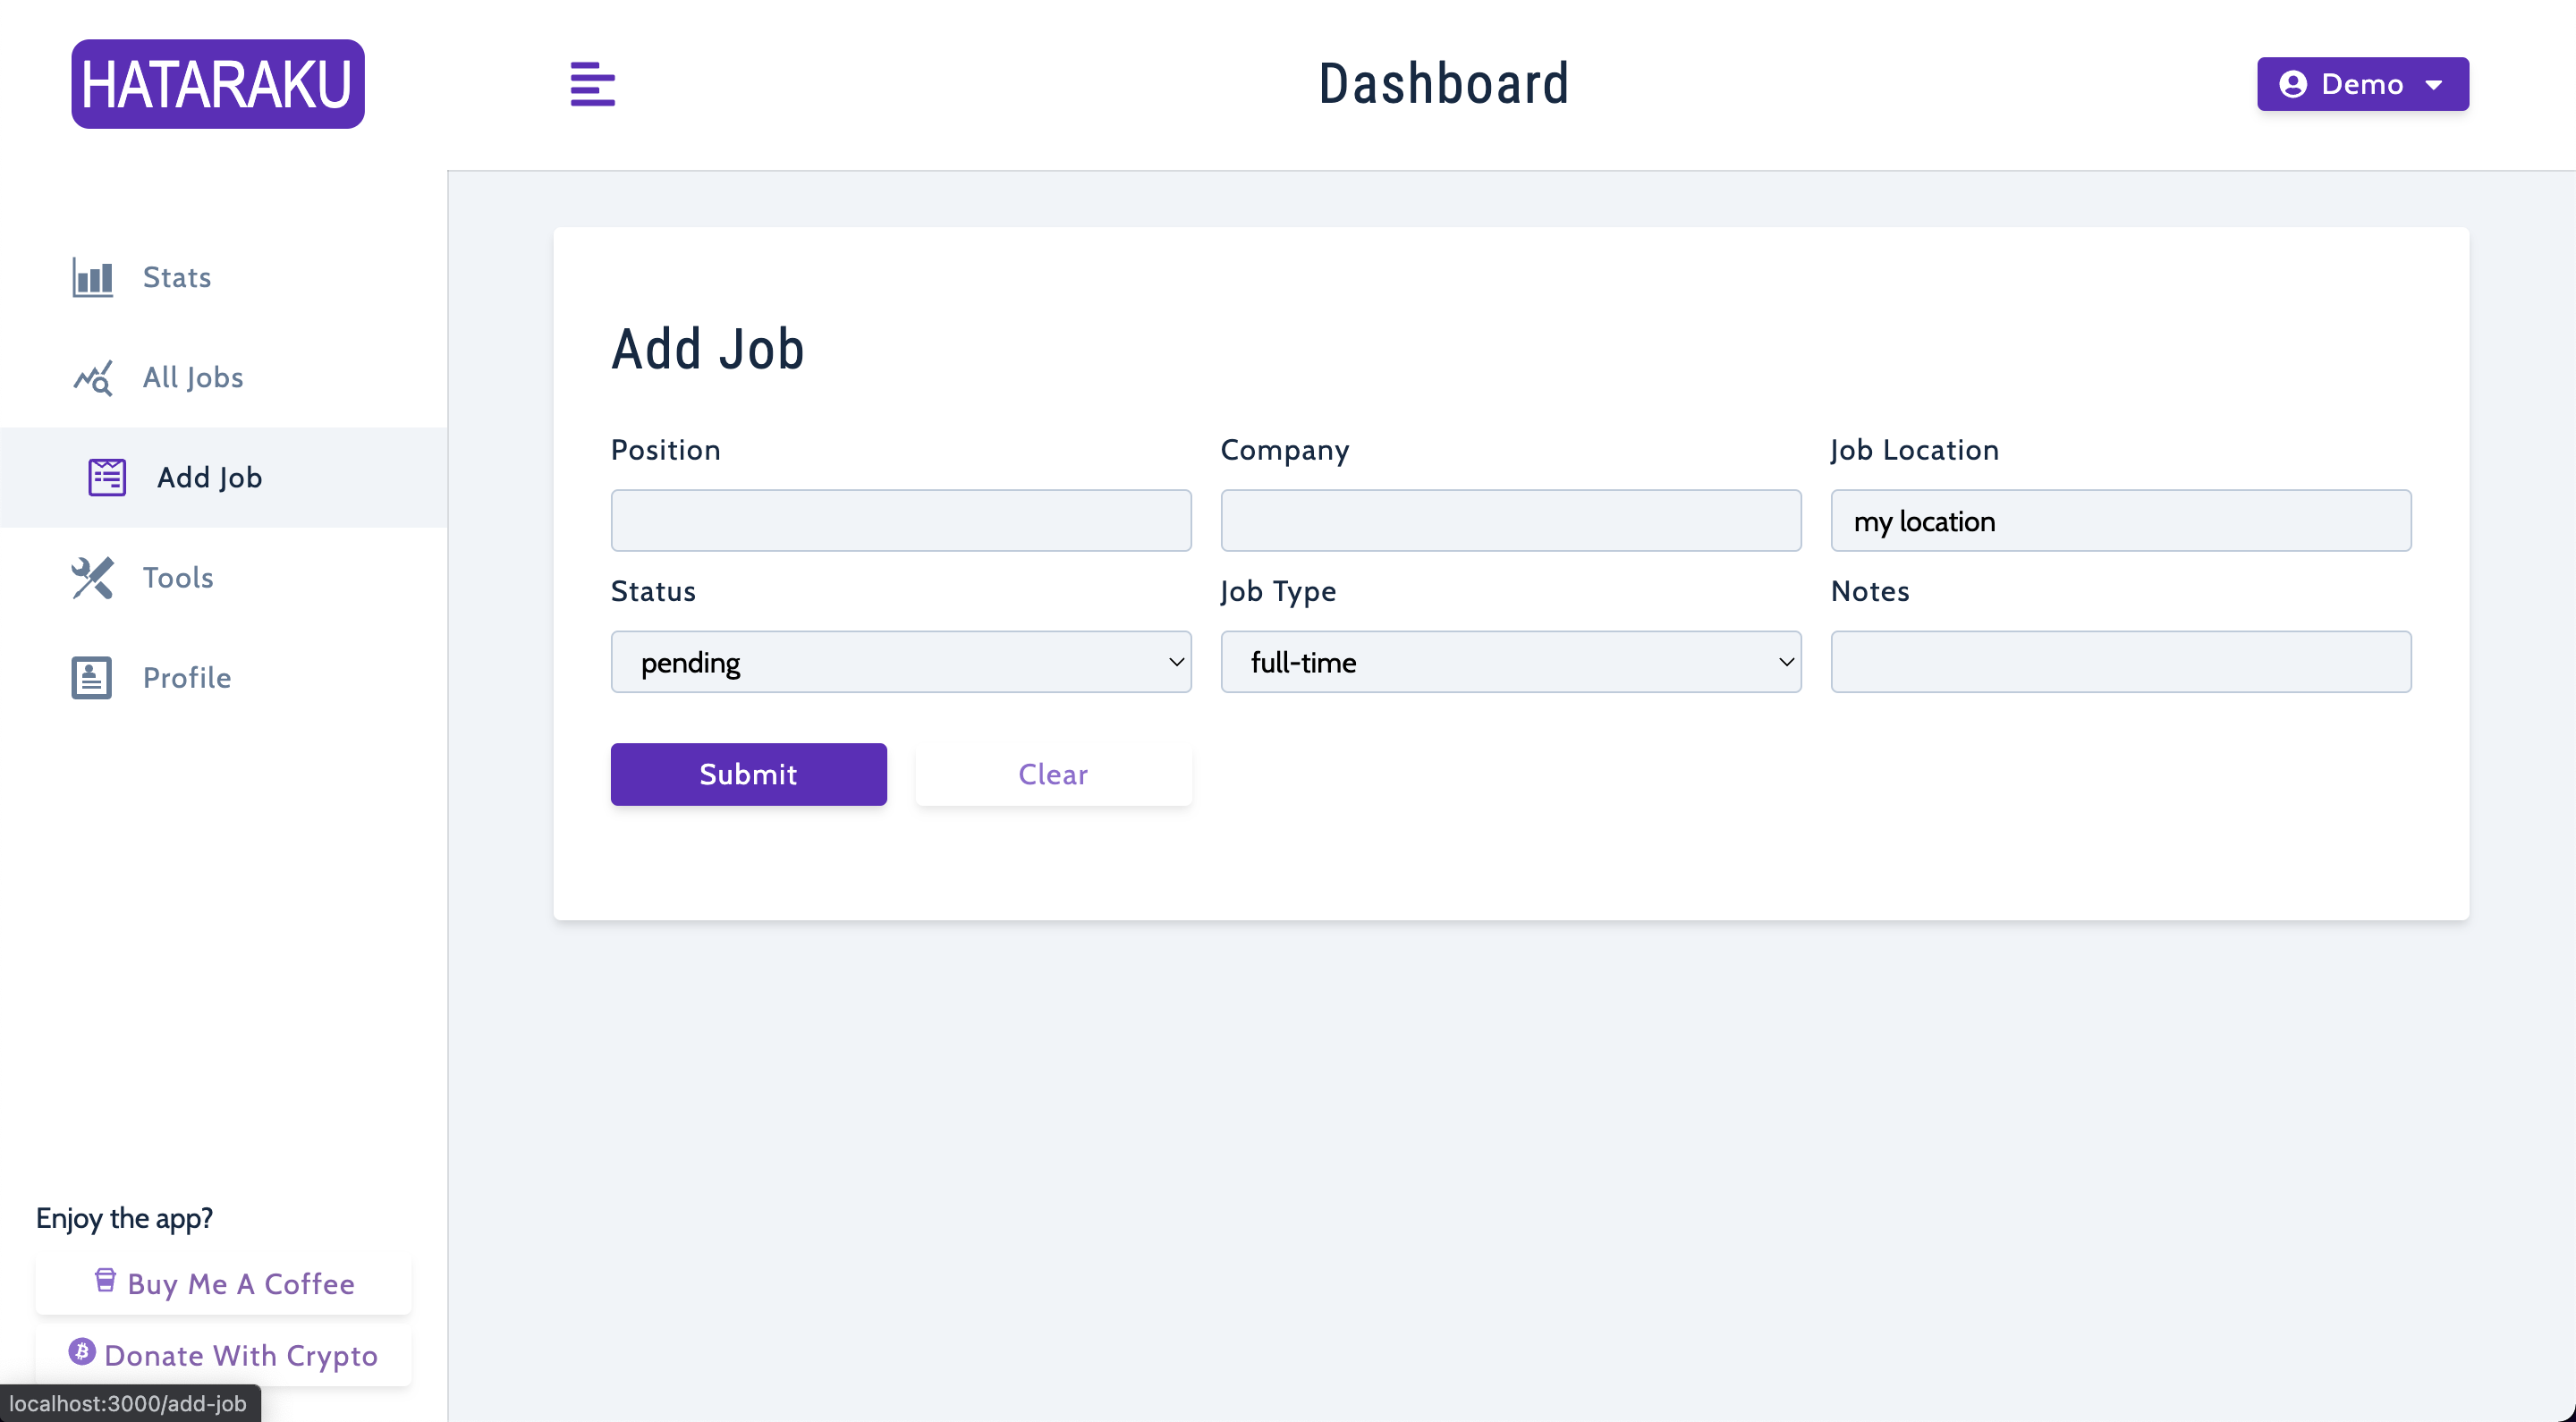 HATARAKU
Dashboard
Demo
Stats
All Jobs
Add Job
Tools
Profile
Add Job
Position
Company
Job Location
my location
Status
Job Type
Notes
pending
full-time
Submit
Clear
Enjoy the app?
Buy Me A Coffee
Donate With Crypto
localhost:3000/add-job